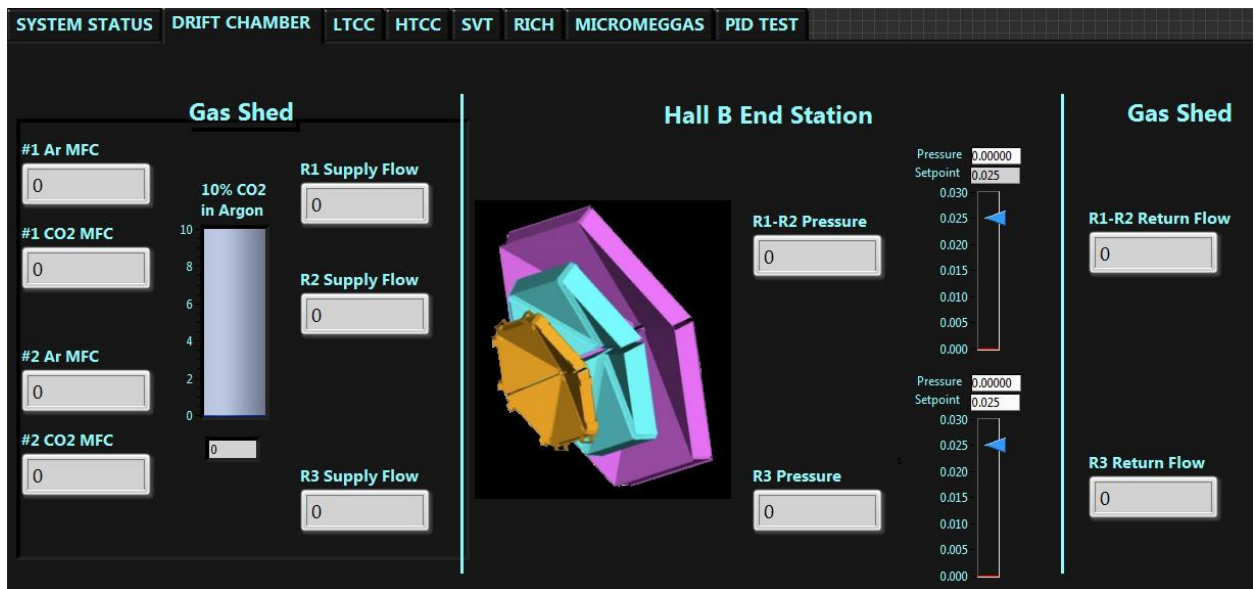 SYSTEM STATUS DRIFT CHAMBER LTCC HTCC SVT RICH MICROMEGGAS PID TEST
Gas Shed
#1 Ar MFC
0
#1 CO2 MFC
0
#2 Ar MFC
0
#2 CO2 MFC
0
10% CO2
in Argon
10
8
6
4
2
0
0
R1 Supply Flow
0
R2 Supply Flow
0
R3 Supply Flow
0
Hall B End Station
R1-R2 Pressure
0
Pressure 0.00000
Setpoint 0.025
0.030
0.025
0.020
0.015
0.010
0.005
0.000
R3 Pressure
0
Pressure 0.00000
Setpoint 0.025
0.030
0.025
0.020
0.015
0.010
0.005
0.000
Gas Shed
R1-R2 Return Flow
0
R3 Return Flow
0